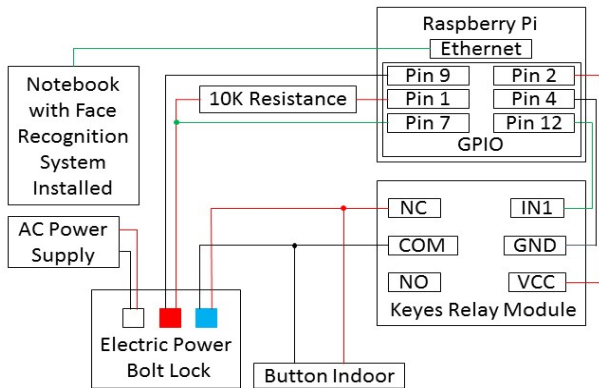 Raspberry Pi
Ethernet
Notebook
with Face
Recognition
System
Installed
10K Resistance
Pin 9
Pin 2
Pin 1
Pin 4
Pin 7
Pin 12
GPIO
AC Power
Supply
NC
IN1
COM
GND
NO
VCC
Keyes Relay Module
Electric Power
Bolt Lock
Button Indoor